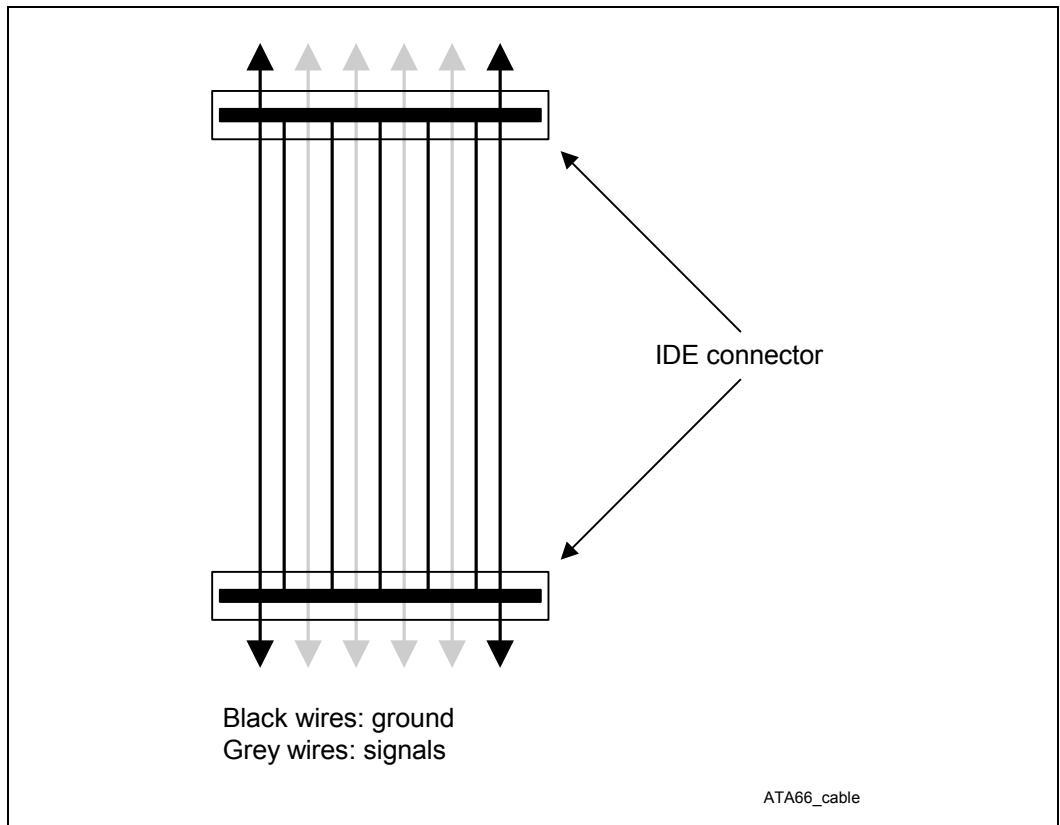 IDE connector
Black wires: ground
Grey wires: signals
ATA66_cable